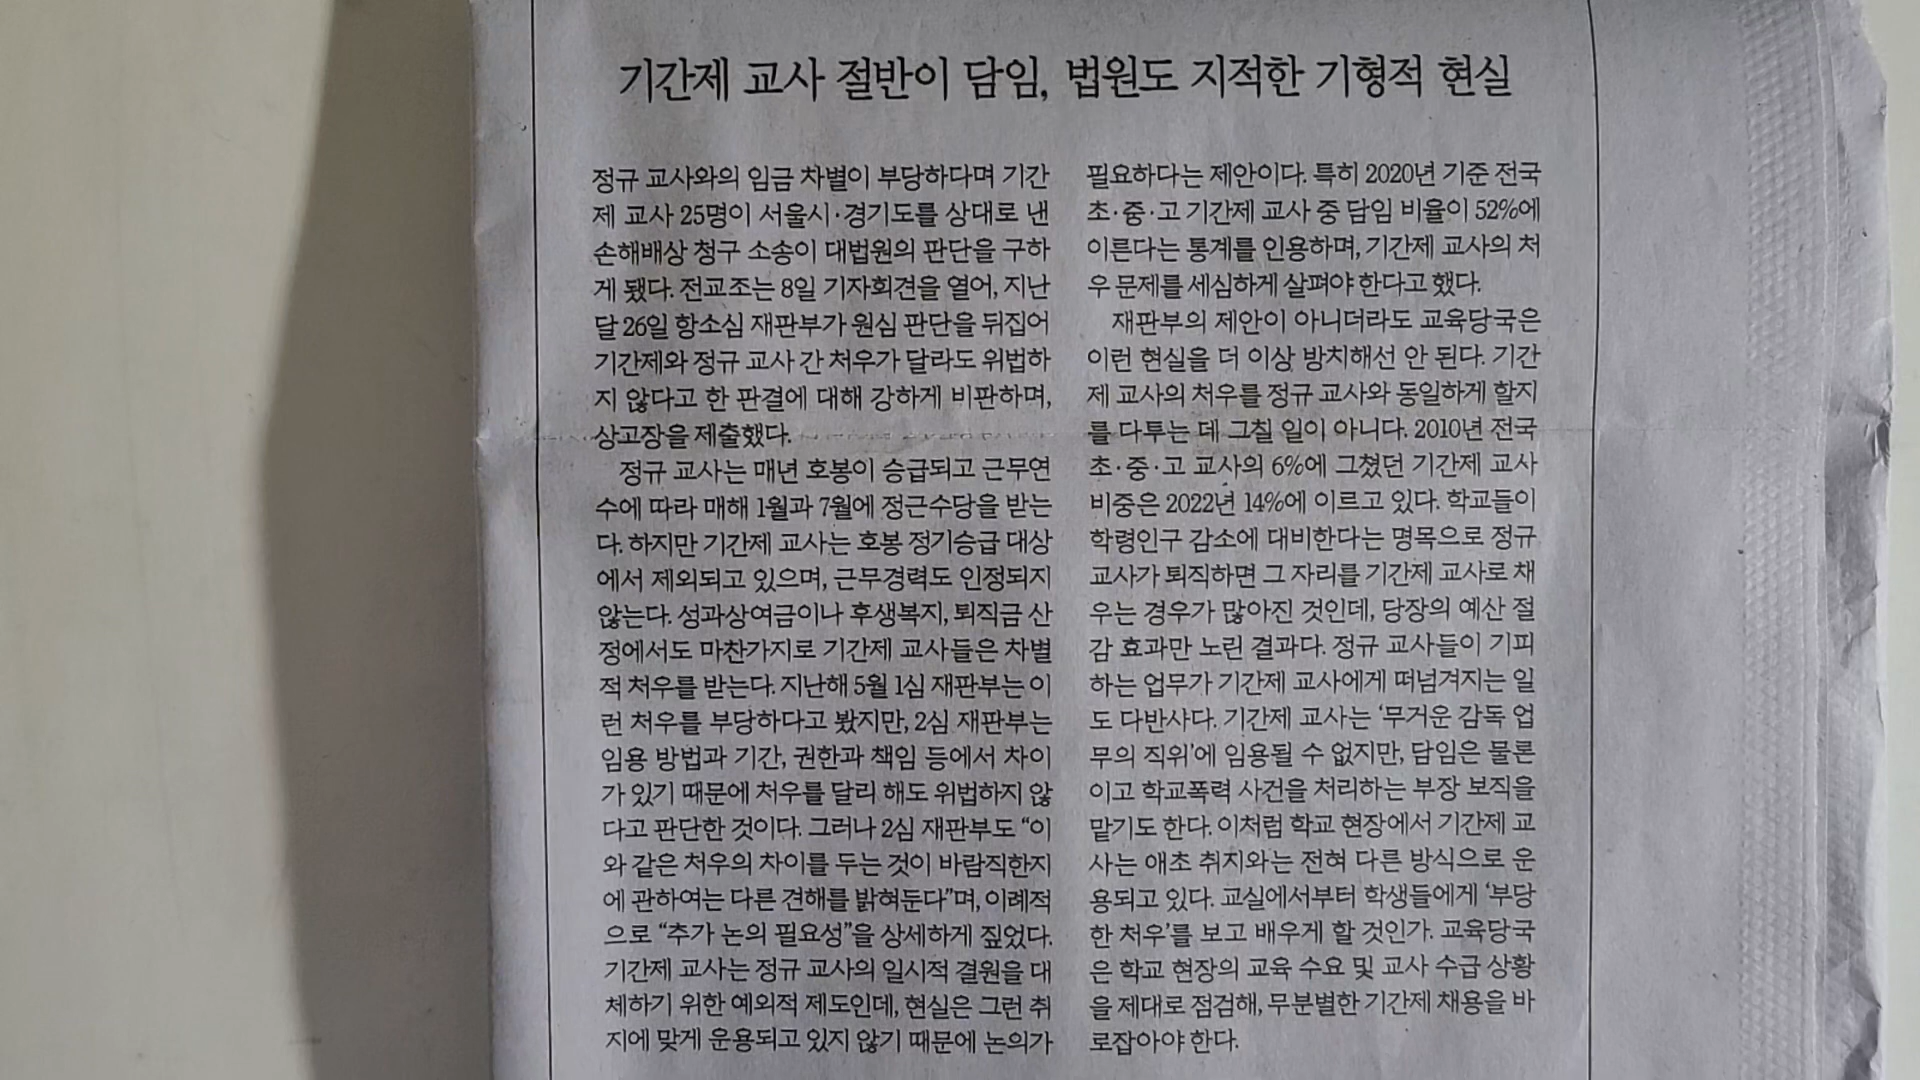 기간제 교사 절반이 담임, 법원도 지적한 기형적 현실
정규 교사와의 임금 차별이 부당하다며 기간
제 교사 25명이 서울시·경기도를 상대로 낸
손해배상 청구 소송이 대법원의 판단을 구하
게 됐다. 전교조는 8일 기자회견을 열어, 지난
달 26일 항소심 재판부가 원심 판단을 뒤집어
기간제와 정규 교사 간 처우가 달라도 위법하
지 않다고 한 판결에 대해 강하게 비판하며,
상고장을 제출했다.
정규 교사는 매년 호봉이 승급되고 근무연
수에 따라 매해 1월과 7월에 정근수당을 받는
다. 하지만 기간제 교사는 호봉 정기승급 대상
에서 제외되고 있으며, 근무경력도 인정되지
않는다. 성과상여금이나 후생복지, 퇴직금 산
정에서도 마찬가지로 기간제 교사들은 차별
적 처우를 받는다. 지난해 5월 1심 재판부는 이
런 처우를 부당하다고 봤지만, 2심 재판부는
임용 방법과 기간, 권한과 책임 등에서 차이
가 있기 때문에 처우를 달리 해도 위법하지 않
다고 판단한 것이다. 그러나 2심 재판부도 “이
와 같은 처우의 차이를 두는 것이 바람직한지
에 관하여는 다른 견해를 밝혀둔다”며, 이례적
으로 “추가 논의 필요성”을 상세하게 짚었다.
기간제 교사는 정규 교사의 일시적 결원을 대
체하기 위한 예외적 제도인데, 현실은 그런 취
지에 맞게 운용되고 있지 않기 때문에 논의가
필요하다는 제안이다. 특히 2020년 기준 전국
초·중·고 기간제 교사 중 담임 비율이 52%에
이른다는 통계를 인용하며, 기간제 교사의 처
우 문제를 세심하게 살펴야 한다고 했다.
재판부의 제안이 아니더라도 교육당국은
이런 현실을 더 이상 방치해선 안 된다. 기간
제 교사의 처우를 정규 교사와 동일하게 할지
를 다투는 데 그칠 일이 아니다. 2010년 전국
초·중·고 교사의 6%에 그쳤던 기간제 교사
비중은 2022년 14%에 이르고 있다. 학교들이
학령인구 감소에 대비한다는 명목으로 정규
교사가 퇴직하면 그 자리를 기간제 교사로 채
우는 경우가 많아진 것인데, 당장의 예산 절
감 효과만 노린 결과다. 정규 교사들이 기피
하는 업무가 기간제 교사에게 떠넘겨지는 일
도 다반사다. 기간제 교사는 ‘무거운 감독 업
무의 직위’에 임용될 수 없지만, 담임은 물론
이고 학교폭력 사건을 처리하는 부장 보직을
맡기도 한다. 이처럼 학교 현장에서 기간제 교
사는 애초 취지와는 전혀 다른 방식으로 운
용되고 있다. 교실에서부터 학생들에게 ‘부당
한 처우’를 보고 배우게 할 것인가. 교육당국
은 학교 현장의 교육 수요 및 교사 수급 상황
을 제대로 점검해, 무분별한 기간제 채용을 바
로잡아야 한다.